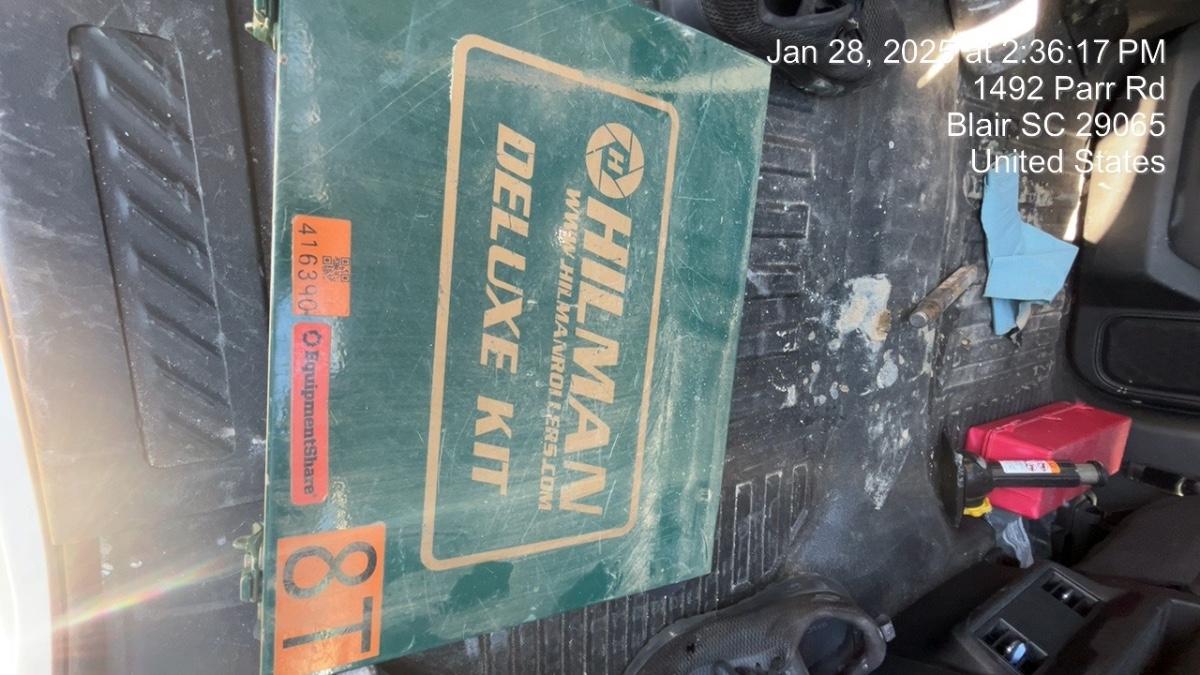 Jan 28, 2025 at 2:36:17 PM
1492 Parr Rd
Blair SC 29065
United States
H
HILMAN
WWW.HILMANROLLERS.COM
DELUXE KIT
416390
EquipmentShare
8T